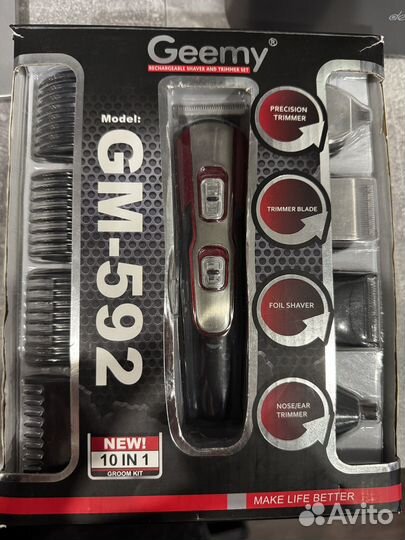 Geemy®
RECHARGEABLE SHAVER AND TRIMMER SET
Model:
GM-592
PRECISION
TRIMMER
TRIMMER BLADE
FOIL SHAVER
NOSE/EAR
TRIMMER
NEW!
10 IN 1
GROOM KIT
MAKE LIFE BETTER
Avito